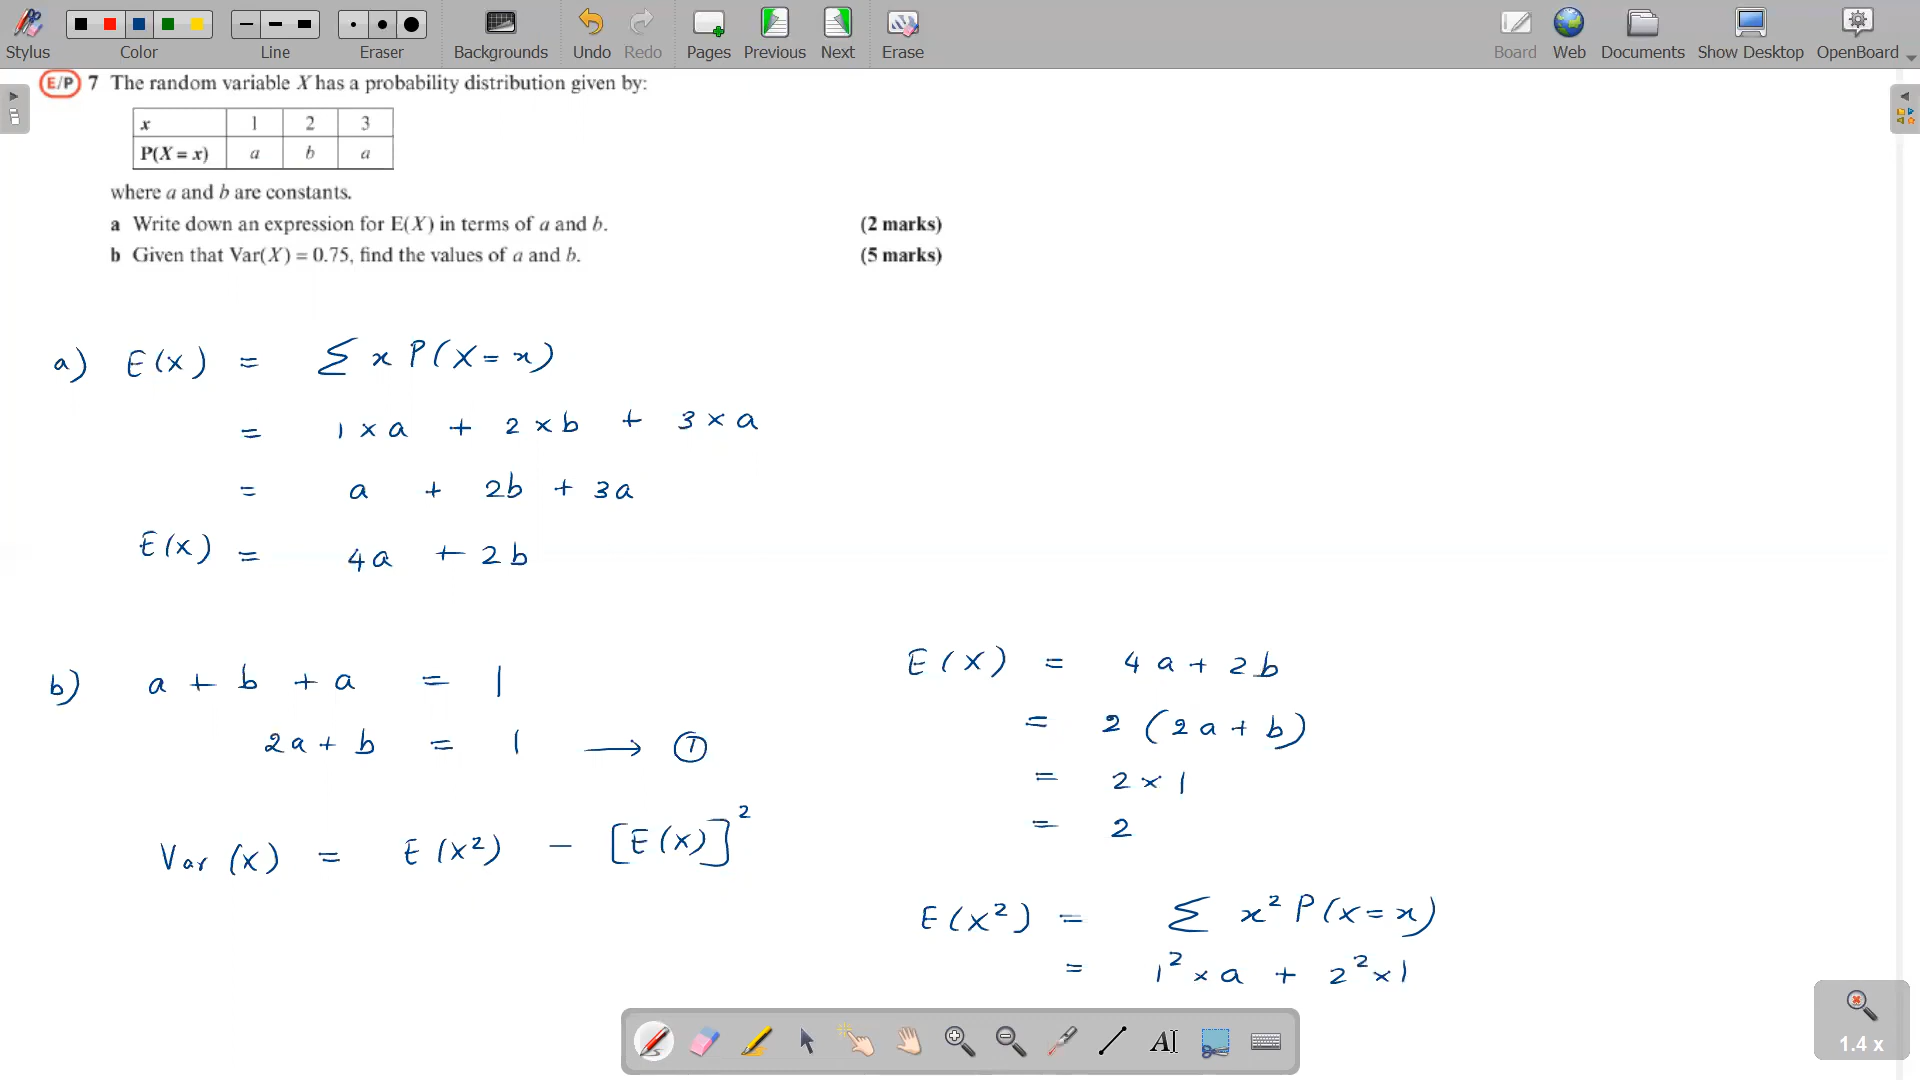 Stylus Color Line Eraser Backgrounds Undo Redo Pages Previous Next Erase Board Web Documents Show Desktop OpenBoard
E/P 7 The random variable X has a probability distribution given by:
x 1 2 3
P(X = x) a b a
where a and b are constants.
a Write down an expression for E(X) in terms of a and b. (2 marks)
b Given that Var(X) = 0.75, find the values of a and b. (5 marks)
a) E(X) = Σ x P(X = x)
= 1 × a + 2 × b + 3 × a
= a + 2b + 3a
E(X) = 4a + 2b
b) a + b + a = 1
2a + b = 1 → ①
Var (X) = E(X²) − [E(X)]²
E(X) = 4a + 2b
= 2 (2a + b)
= 2 × 1
= 2
E(X²) = Σ x² P(X = x)
= 1² × a + 2² × 1
AI
1.4 x